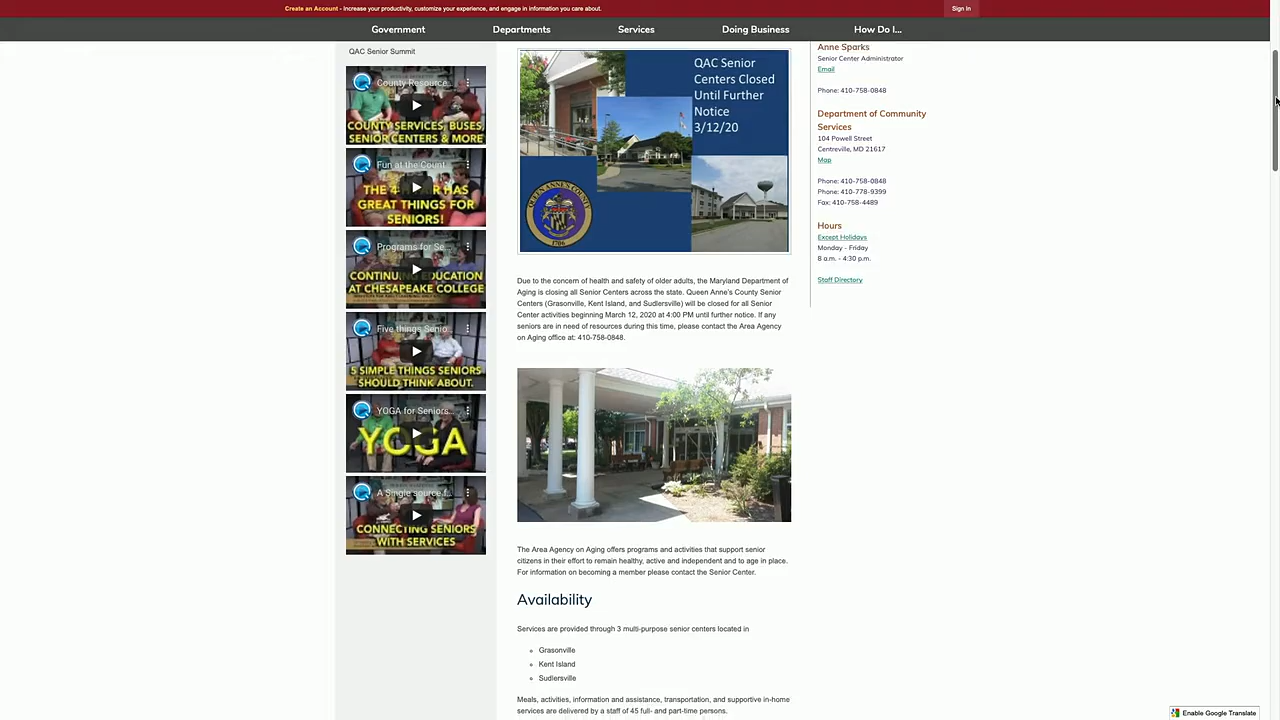 Create an Account - Increase your productivity, customize your experience, and engage in information you care about.
Sign In
Government
Departments
Services
Doing Business
How Do I...
QAC Senior Summit
County Resource...
COUNTY SERVICES, BUSES,
SENIOR CENTERS & MORE
Fun at the Count...
THE 4-H FAIR HAS
GREAT THINGS FOR
SENIORS!
Programs for Se...
CONTINUING EDUCATION
AT CHESAPEAKE COLLEGE
Five things Senio...
5 SIMPLE THINGS SENIORS
SHOULD THINK ABOUT.
YOGA for Seniors...
YOGA
A Single source f...
CONNECTING SENIORS
WITH SERVICES
QAC Senior
Centers Closed
Until Further
Notice
3/12/20
QUEEN ANNE'S COUNTY
1706
Due to the concern of health and safety of older adults, the Maryland Department of
Aging is closing all Senior Centers across the state. Queen Anne's County Senior
Centers (Grasonville, Kent Island, and Sudlersville) will be closed for all Senior
Center activities beginning March 12, 2020 at 4:00 PM until further notice. If any
seniors are in need of resources during this time, please contact the Area Agency
on Aging office at: 410-758-0848.
The Area Agency on Aging offers programs and activities that support senior
citizens in their effort to remain healthy, active and independent and to age in place.
For information on becoming a member please contact the Senior Center.
Availability
Services are provided through 3 multi-purpose senior centers located in
Grasonville
Kent Island
Sudlersville
Meals, activities, information and assistance, transportation, and supportive in-home
services are delivered by a staff of 45 full- and part-time persons.
Anne Sparks
Senior Center Administrator
Email
Phone: 410-758-0848
Department of Community
Services
104 Powell Street
Centreville, MD 21617
Map
Phone: 410-758-0848
Phone: 410-778-9399
Fax: 410-758-4489
Hours
Except Holidays
Monday - Friday
8 a.m. - 4:30 p.m.
Staff Directory
Enable Google Translate